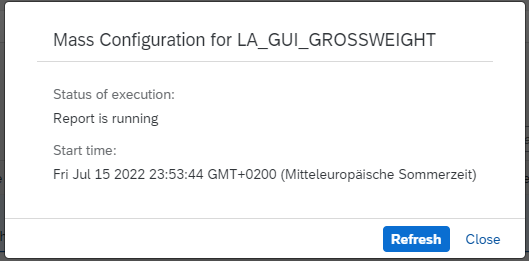 Mass Configuration for LA_GUI_GROSSWEIGHT
Status of execution:
Report is running
Start time:
Fri Jul 15 2022 23:53:44 GMT+0200 (Mitteleuropäische Sommerzeit)
Refresh Close